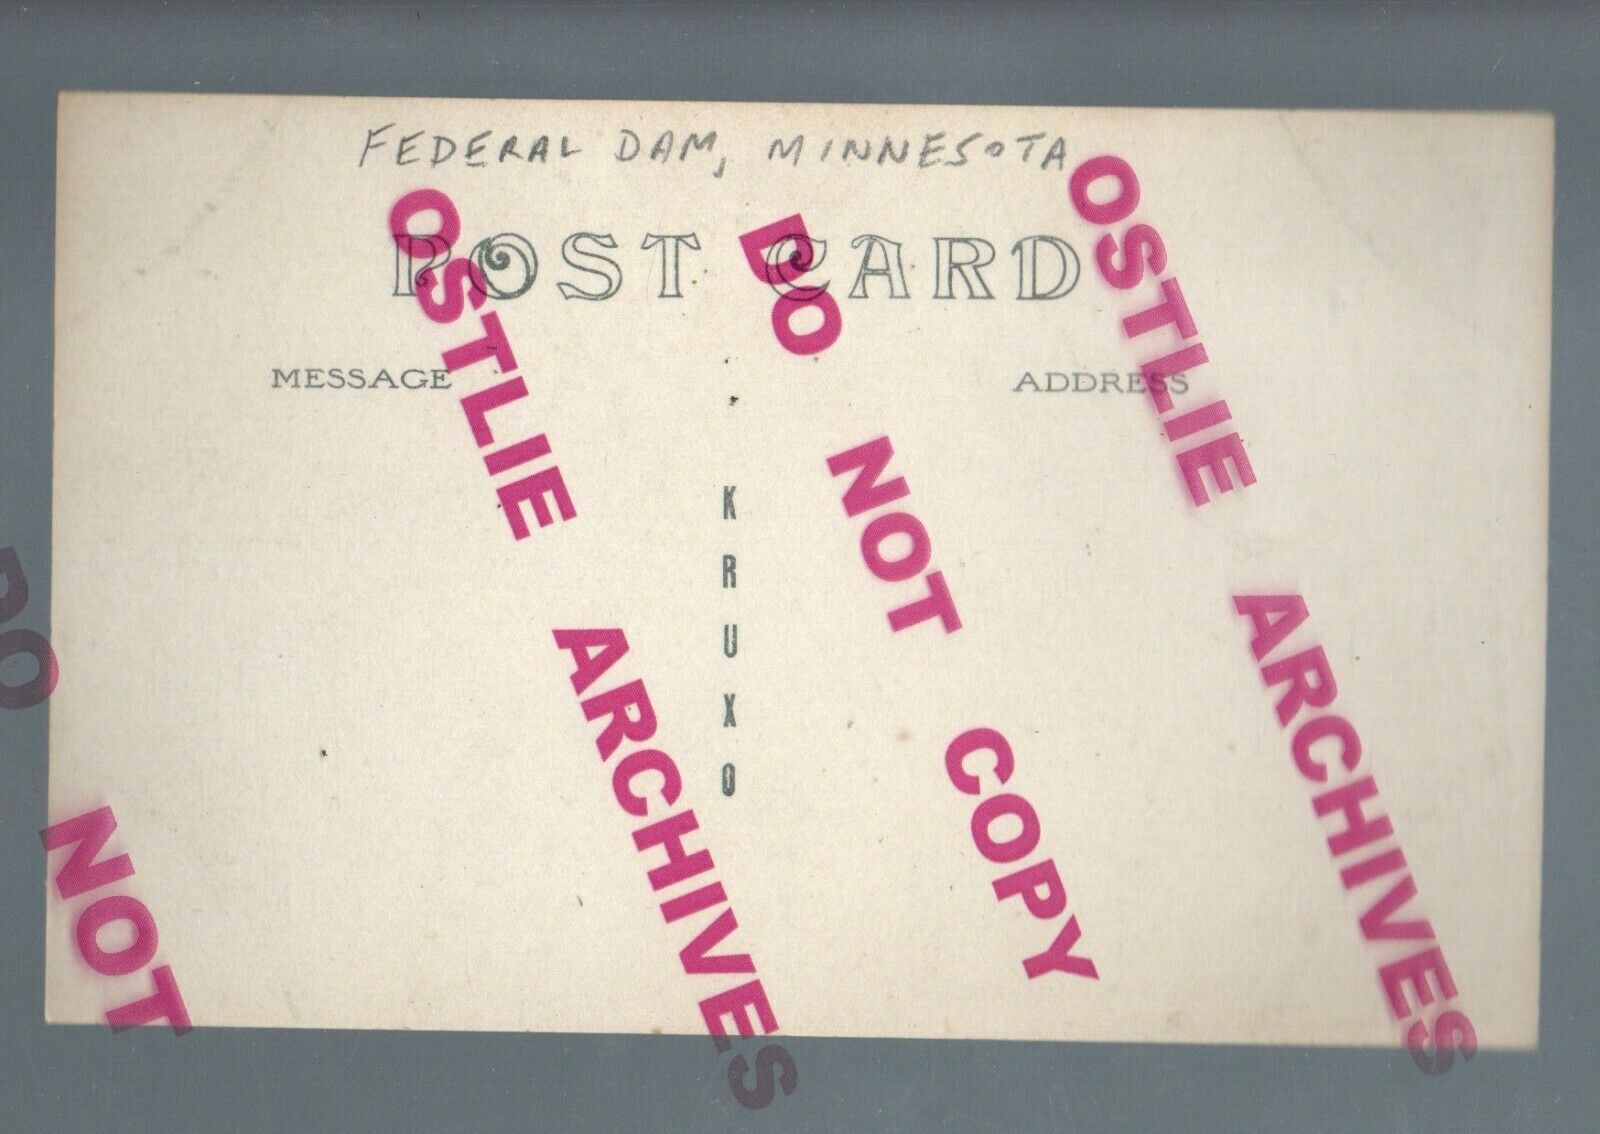 FEDERAL DAM, MINNESOTA
POST CARD
MESSAGE
ADDRESS
KRUXO
OSTLIE ARCHIVES
DO NOT COPY
OSTLIE ARCHIVES
DO NOT